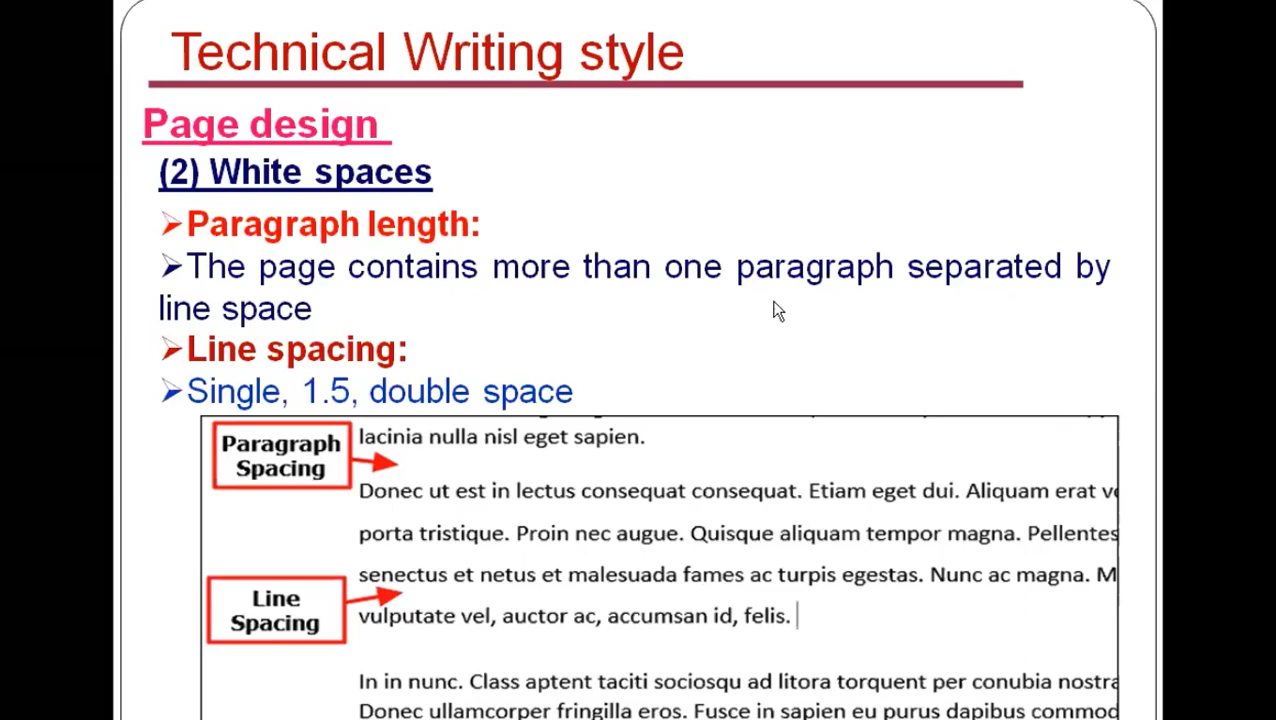 Technical Writing style
Page design
(2) White spaces
Paragraph length:
The page contains more than one paragraph separated by
line space
Line spacing:
Single, 1.5, double space
Paragraph
Spacing
lacinia nulla nisl eget sapien.
Donec ut est in lectus consequat consequat. Etiam eget dui. Aliquam erat
porta tristique. Proin nec augue. Quisque aliquam tempor magna.
senectus et netus et malesuada fames ac turpis egestas. Nunc ac magna.
Line
Spacing
vulputate vel, auctor ac, accumsan id, felis.
In in nunc. Class aptent taciti sociosqu ad litora torquent per conubia
Donec ullamcorper fringilla eros. Fusce in sapien eu purus dapibus